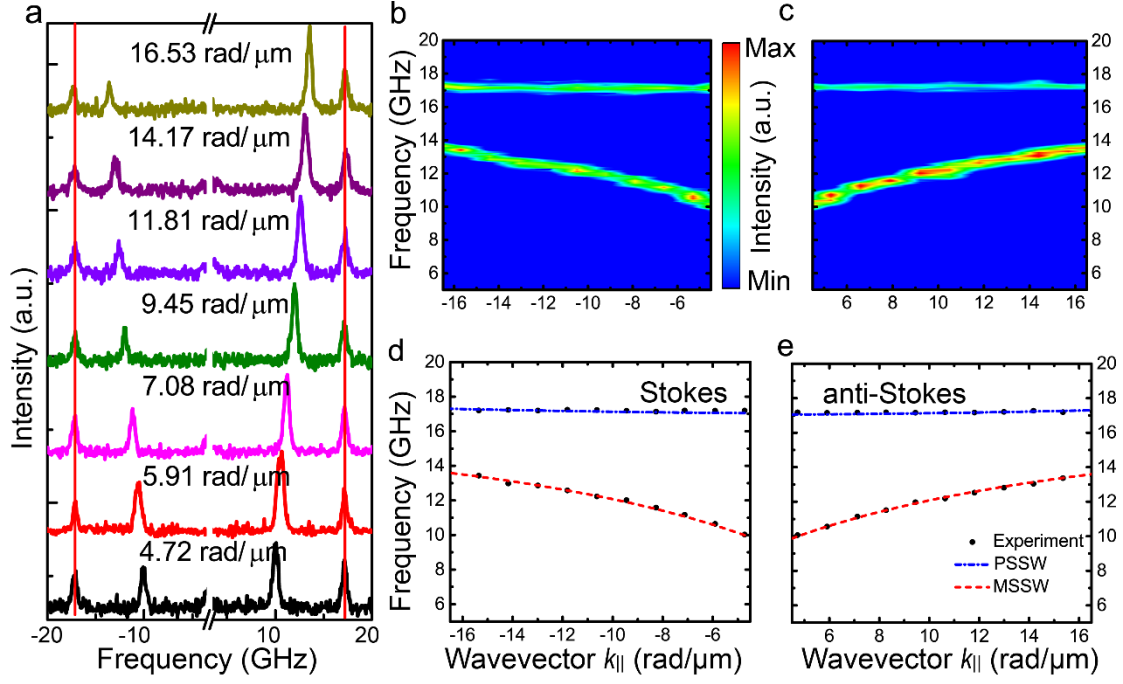 a
16.53 rad/ μm
14.17 rad/ μm
11.81 rad/ μm
9.45 rad/ μm
7.08 rad/ μm
5.91 rad/ μm
4.72 rad/ μm
Intensity (a.u.)
-20 -10 10 20
Frequency (GHz)
b
20
18
16
14
12
10
8
6
Frequency (GHz)
-16 -14 -12 -10 -8 -6
Max
Intensity (a.u.)
Min
c
20
18
16
14
12
10
8
6
6 8 10 12 14 16
d
Stokes
20
18
16
14
12
10
8
6
Frequency (GHz)
-16 -14 -12 -10 -8 -6
Wavevector k|| (rad/μm)
e
anti-Stokes
20
18
16
14
12
10
8
6
Experiment
PSSW
MSSW
6 8 10 12 14 16
Wavevector k|| (rad/μm)